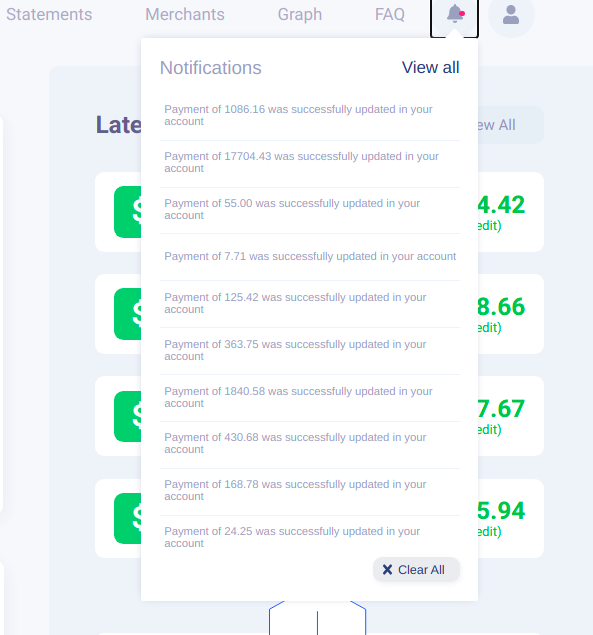 Statements
Merchants
Graph
FAQ
Notifications
View all
Payment of 1086.16 was successfully updated in your
account
Payment of 17704.43 was successfully updated in your
account
Payment of 55.00 was successfully updated in your
account
Payment of 7.71 was successfully updated in your account
Payment of 125.42 was successfully updated in your
account
Payment of 363.75 was successfully updated in your
account
Payment of 1840.58 was successfully updated in your
account
Payment of 430.68 was successfully updated in your
account
Payment of 168.78 was successfully updated in your
account
Payment of 24.25 was successfully updated in your
account
Clear All
Late
ew All
$
4.42
edit)
$
8.66
edit)
$
7.67
edit)
$
5.94
edit)